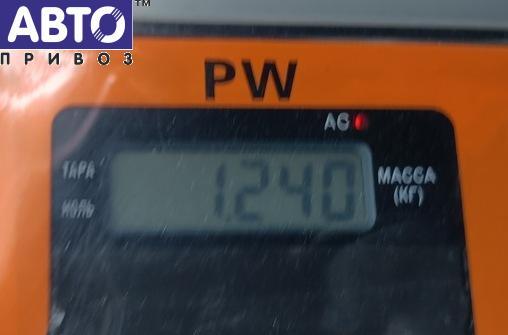 АВТО™
ПРИВОЗ
PW
AC
ТАРА
НОЛЬ
1.240
МАССА
(КГ)